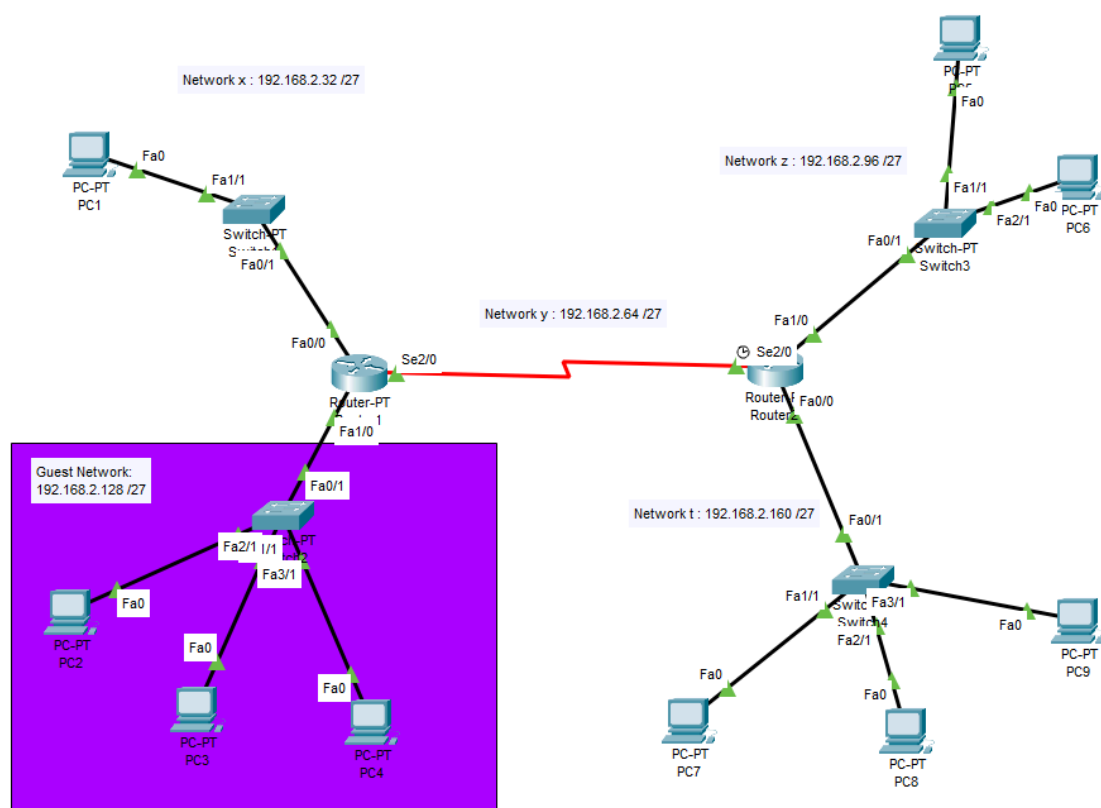 Network x : 192.168.2.32 /27
PC-PT
Fa0
Network z : 192.168.2.96 /27
Fa0
PC-PT
PC1
Fa1/1
Switch-PT
Fa0/1
Fa1/1
Fa2/1
Fa0
PC-PT
PC6
Fa0/1
Switch-PT
Switch3
Network y : 192.168.2.64 /27
Fa0/0
Se2/0
Router-PT
Fa1/0
Fa1/0
Se2/0
Fa0/0
Guest Network:
192.168.2.128 /27
Fa0/1
Fa2/1
Fa3/1
Fa0
PC-PT
PC2
Fa0
PC-PT
PC3
Fa0
PC-PT
PC4
Network t : 192.168.2.160 /27
Fa0/1
Fa1/1
Fa3/1
Switch4
Fa2/1
Fa0
PC-PT
PC9
Fa0
PC-PT
PC7
Fa0
PC-PT
PC8